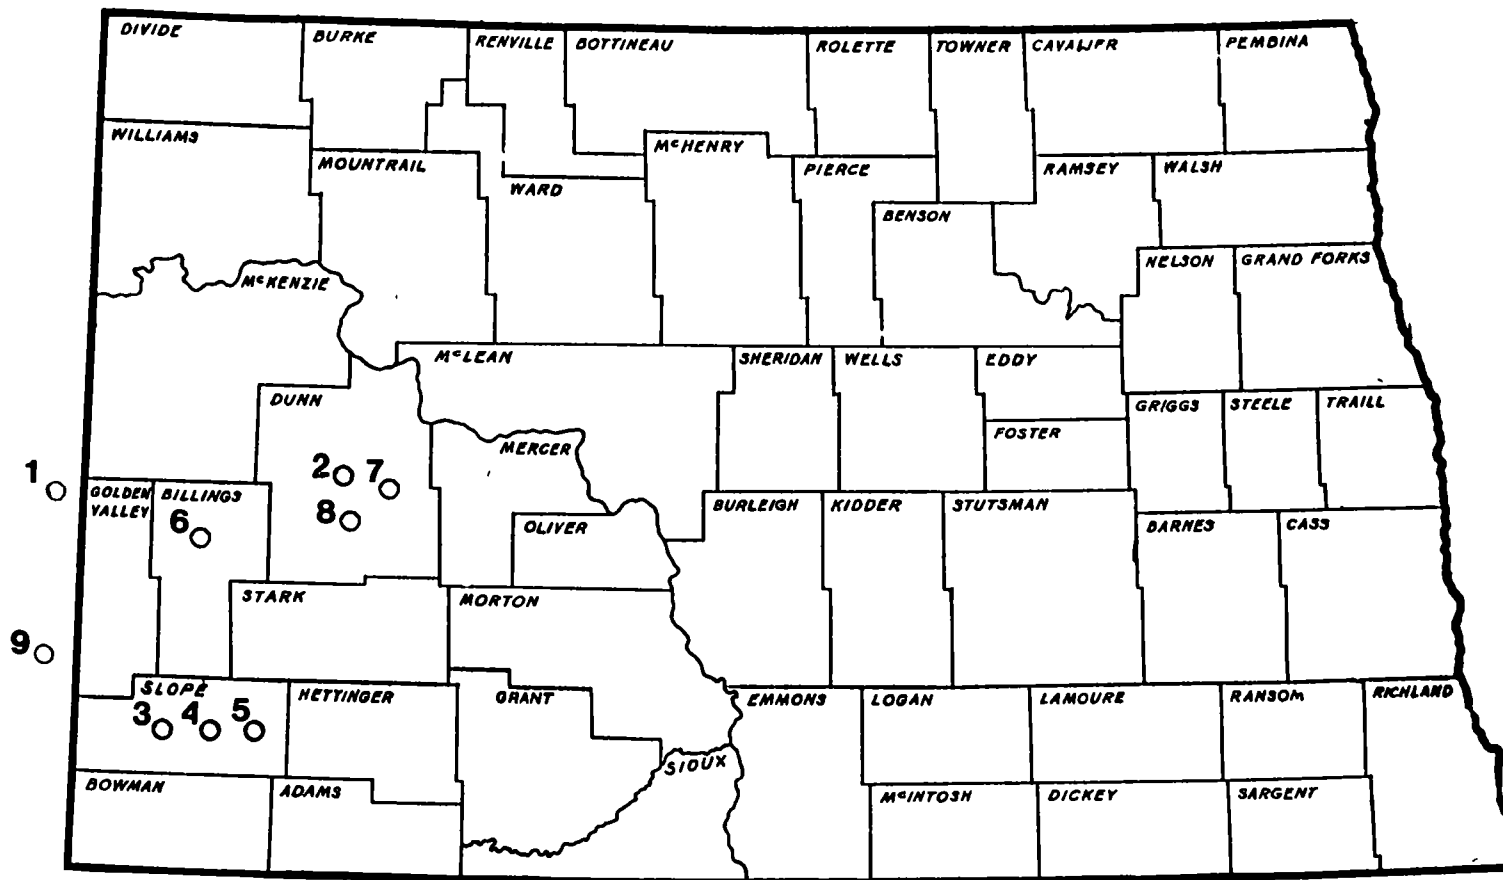 DIVIDE
BURKE
RENVILLE
BOTTINEAU
ROLETTE
TOWNER
CAVALIER
PEMBINA
WILLIAMS
MOUNTRAIL
WARD
McHENRY
PIERCE
BENSON
RAMSEY
WALSH
NELSON
GRAND FORKS
McKENZIE
DUNN
McLEAN
SHERIDAN
WELLS
EDDY
FOSTER
GRIGGS
STEELE
TRAILL
MERCER
1
2
7
8
GOLDEN
VALLEY
BILLINGS
6
OLIVER
BURLEIGH
KIDDER
STUTSMAN
BARNES
CASS
STARK
MORTON
9
SLOPE
3
4
5
HETTINGER
GRANT
SIOUX
EMMONS
LOGAN
LAMOURE
RANSOM
RICHLAND
BOWMAN
ADAMS
McINTOSH
DICKEY
SARGENT